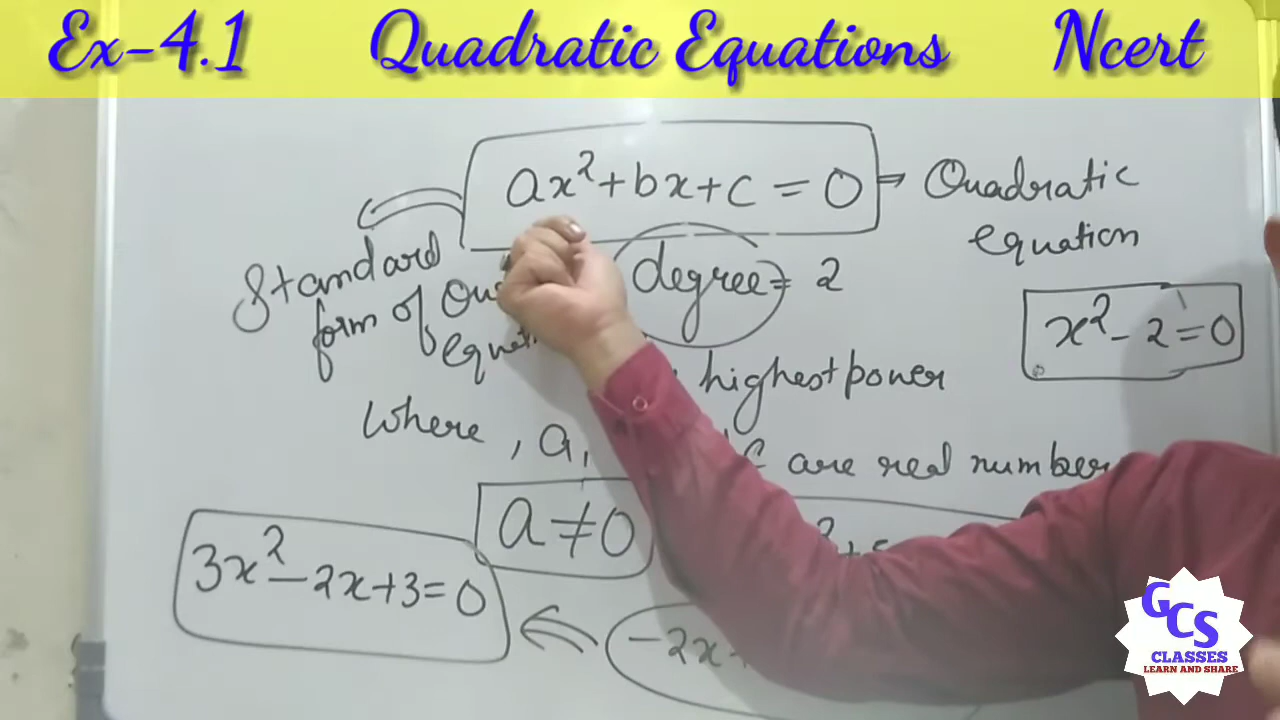 Ex-4.1 Quadratic Equations Ncert
ax²+bx+c=0 → Quadratic
equation
Standard
form of
degree = 2
x²-2=0
highest power
where, a, c are real number
a≠0
3x²-2x+3=0
-2x
GCS
CLASSES
LEARN AND SHARE